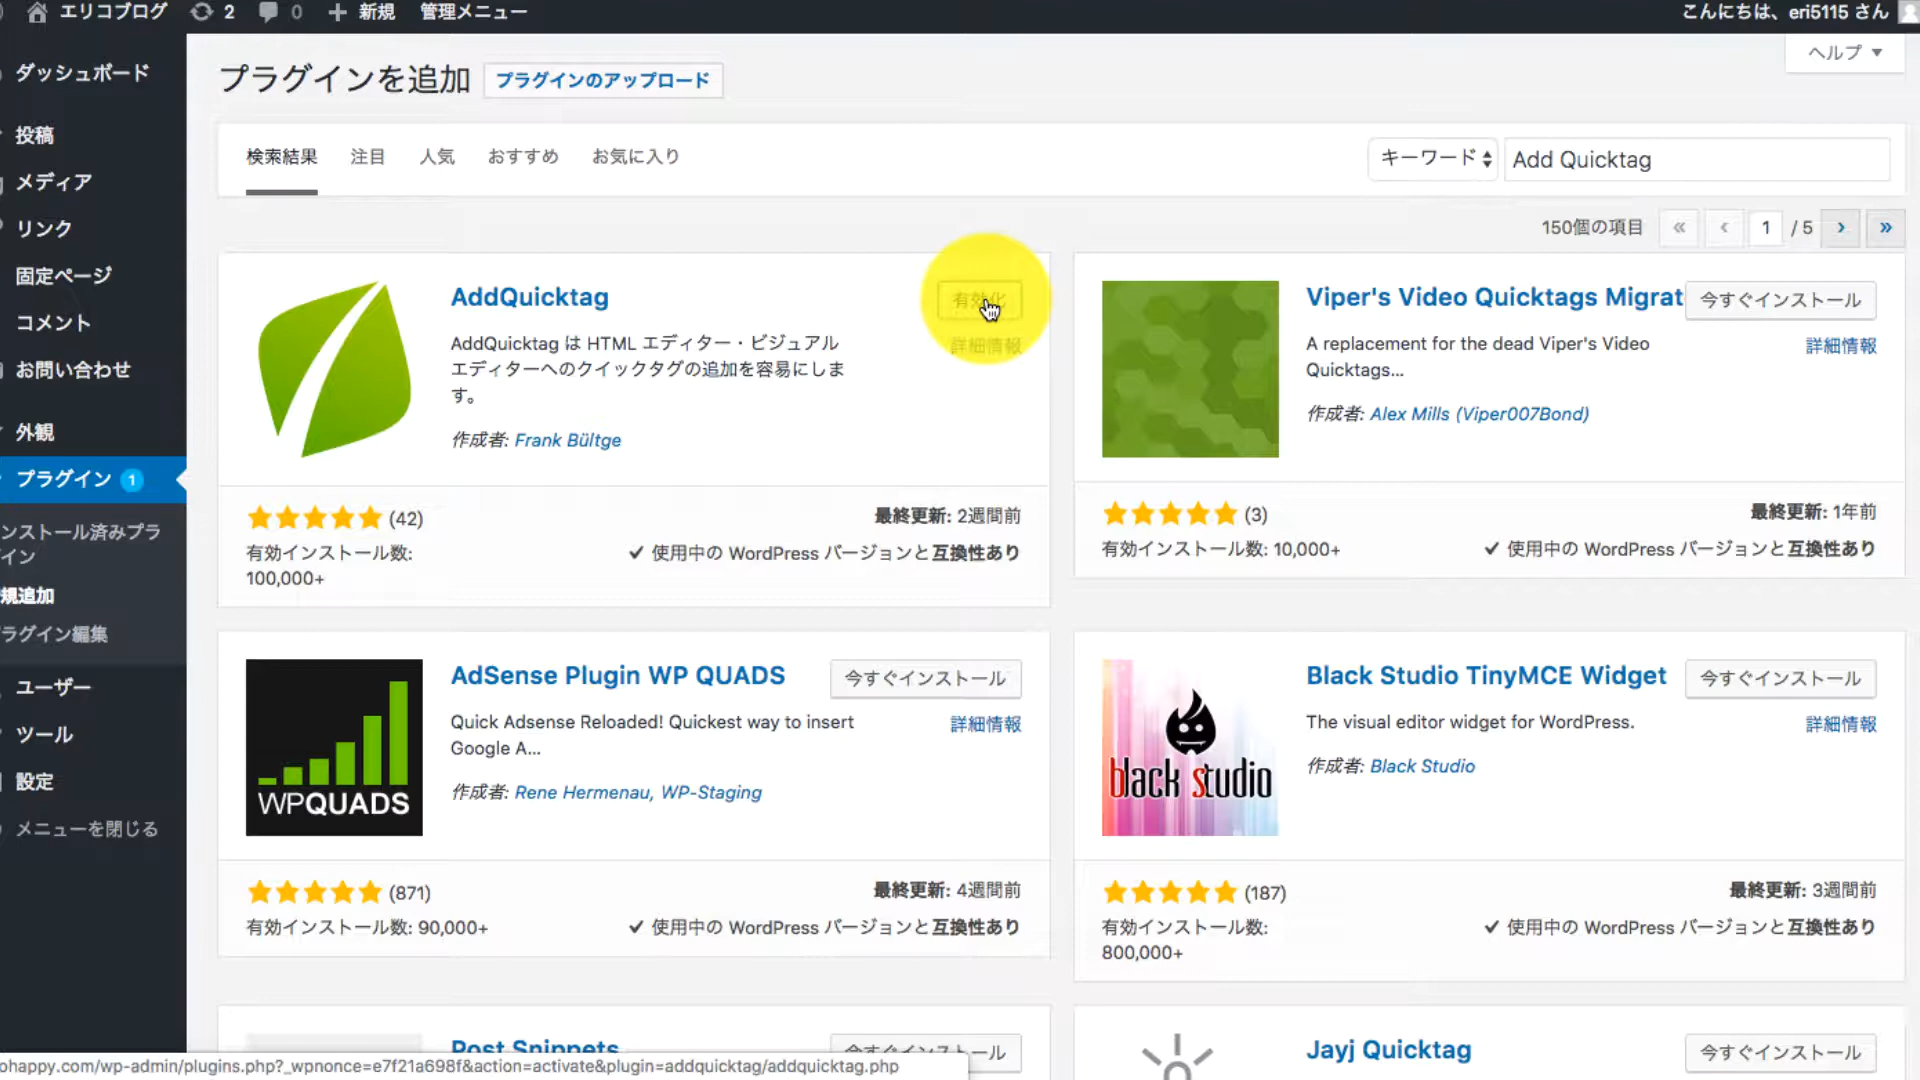 エリコブログ 2 0 新規 管理メニュー こんにちは、eri5115 さん
ヘルプ
ダッシュボード
投稿
メディア
リンク
固定ページ
コメント
お問い合わせ
外観
プラグイン 1
ンストール済みプラ
イン
規追加
ラグイン編集
ユーザー
ツール
設定
メニューを閉じる
プラグインを追加 プラグインのアップロード
検索結果 注目 人気 おすすめ お気に入り キーワード Add Quicktag
150個の項目 « ‹ 1 / 5 › »
AddQuicktag 有効化
詳細情報
AddQuicktag は HTML エディター・ビジュアル
エディターへのクイックタグの追加を容易にしま
す。
作成者: Frank Bültge
(42) 最終更新: 2週間前
有効インストール数:
100,000+
使用中の WordPress バージョンと互換性あり
Viper's Video Quicktags Migrat 今すぐインストール
詳細情報
A replacement for the dead Viper's Video
Quicktags...
作成者: Alex Mills (Viper007Bond)
(3) 最終更新: 1年前
有効インストール数: 10,000+ 使用中の WordPress バージョンと互換性あり
WPQUADS
AdSense Plugin WP QUADS 今すぐインストール
詳細情報
Quick Adsense Reloaded! Quickest way to insert
Google A...
作成者: Rene Hermenau, WP-Staging
(871) 最終更新: 4週間前
有効インストール数: 90,000+ 使用中の WordPress バージョンと互換性あり
black studio
Black Studio TinyMCE Widget 今すぐインストール
詳細情報
The visual editor widget for WordPress.
作成者: Black Studio
(187) 最終更新: 3週間前
有効インストール数:
800,000+
使用中の WordPress バージョンと互換性あり
Post Snippets 今すぐインストール
Jayj Quicktag 今すぐインストール
ohappy.com/wp-admin/plugins.php?_wpnonce=e7f21a698f&action=activate&plugin=addquicktag/addquicktag.php